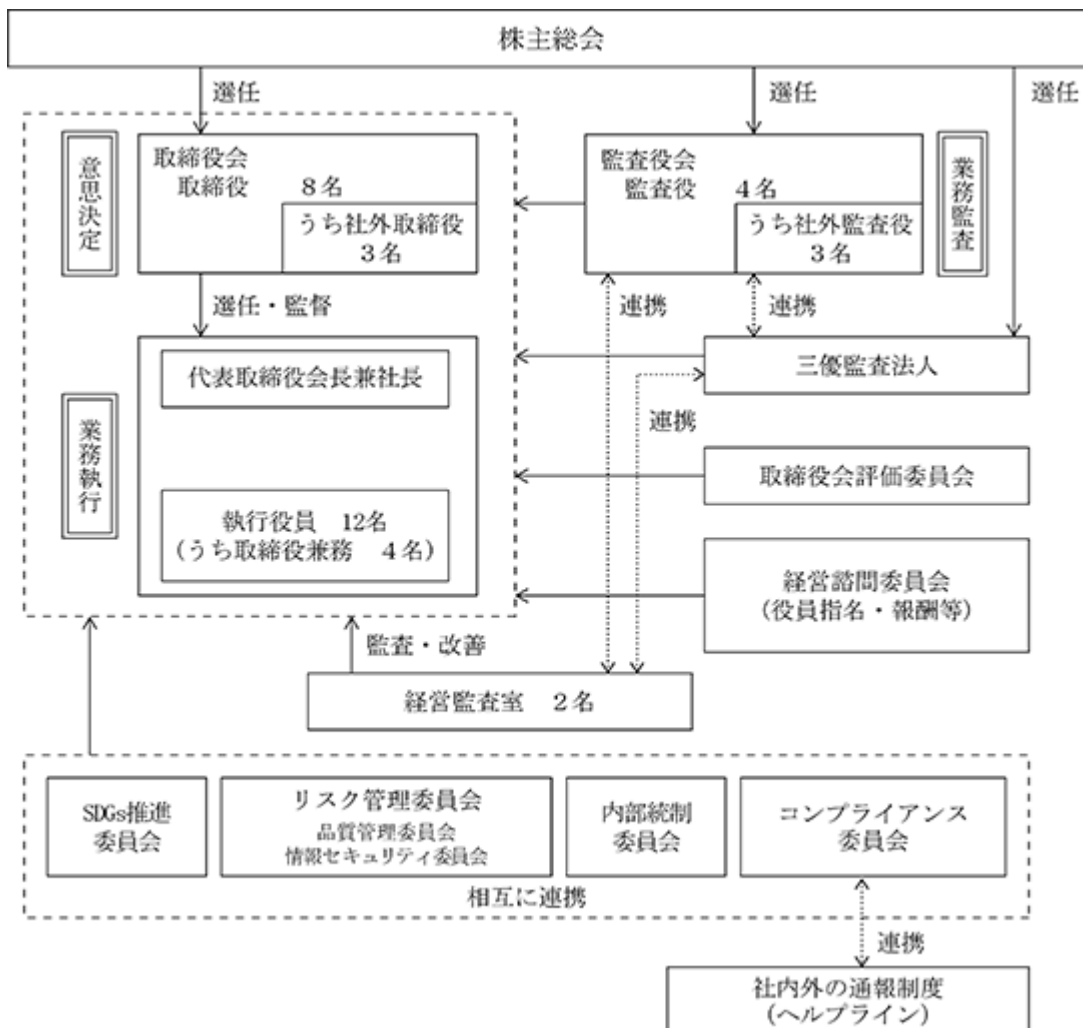 株主総会
選任
選任
選任
意思決定
取締役会
取締役 8名
うち社外取締役
3名
監査役会
監査役 4名
うち社外監査役
3名
業務監査
選任・監督
連携
連携
業務執行
代表取締役会長兼社長
三優監査法人
連携
執行役員 12名
(うち取締役兼務 4名)
取締役会評価委員会
経営諮問委員会
(役員指名・報酬等)
監査・改善
経営監査室 2名
SDGs推進
委員会
リスク管理委員会
品質管理委員会
情報セキュリティ委員会
内部統制
委員会
コンプライアンス
委員会
相互に連携
連携
社内外の通報制度
(ヘルプライン)